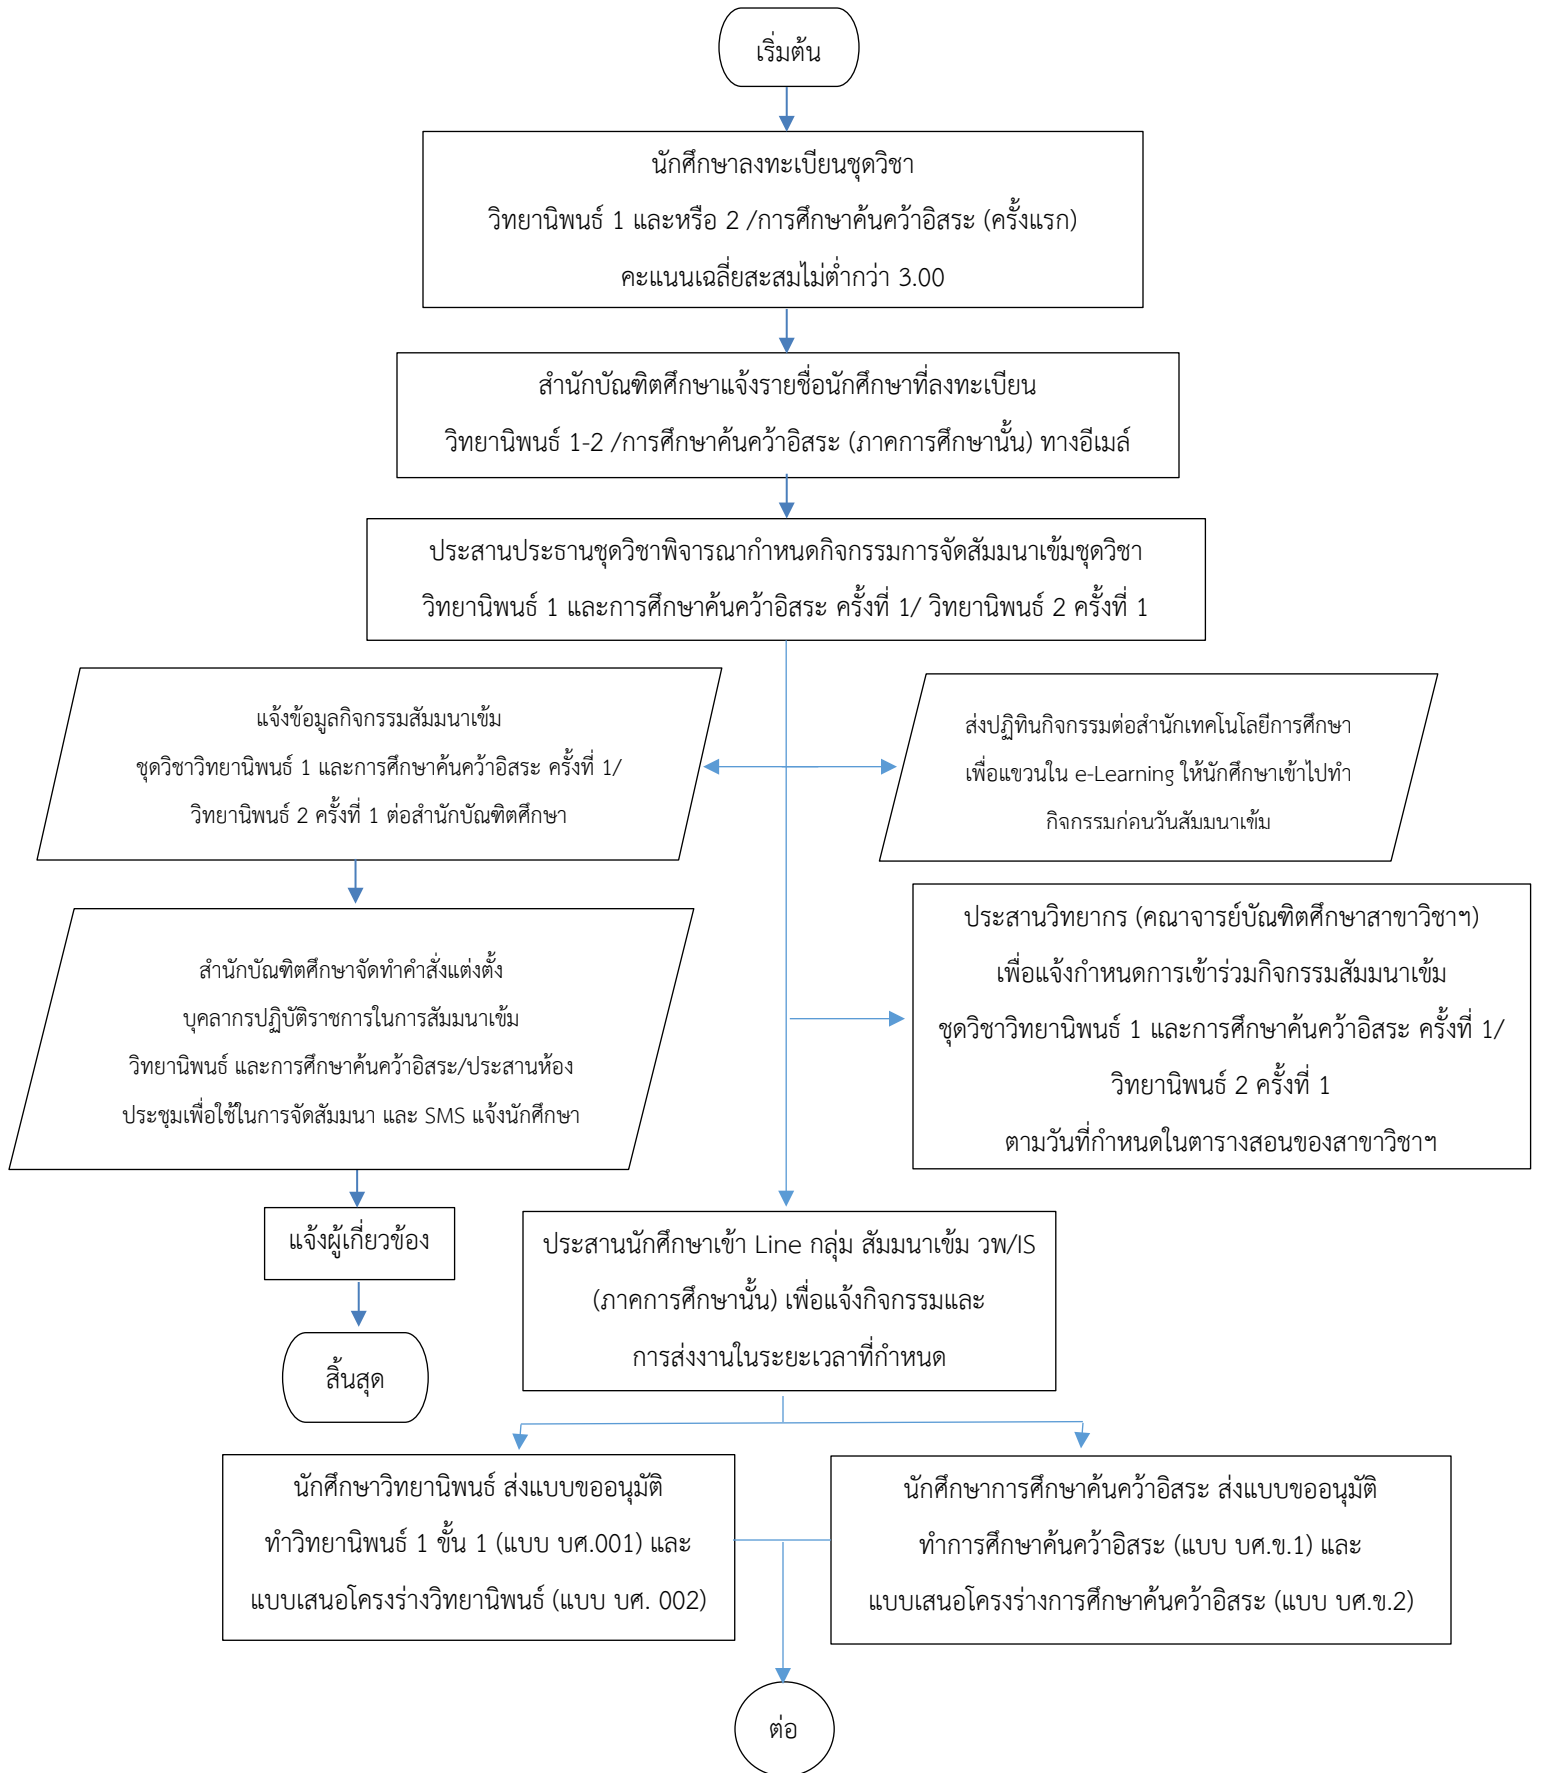 เริ่มต้น
นักศึกษาลงทะเบียนชุดวิชา
วิทยานิพนธ์ 1 และหรือ 2 /การศึกษาค้นคว้าอิสระ (ครั้งแรก)
คะแนนเฉลี่ยสะสมไม่ต่ำกว่า 3.00
สำนักบัณฑิตศึกษาแจ้งรายชื่อนักศึกษาที่ลงทะเบียน
วิทยานิพนธ์ 1-2 /การศึกษาค้นคว้าอิสระ (ภาคการศึกษานั้น) ทางอีเมล์
ประสานประธานชุดวิชาพิจารณากำหนดกิจกรรมการจัดสัมมนาเข้มชุดวิชา
วิทยานิพนธ์ 1 และการศึกษาค้นคว้าอิสระ ครั้งที่ 1/ วิทยานิพนธ์ 2 ครั้งที่ 1
แจ้งข้อมูลกิจกรรมสัมมนาเข้ม
ชุดวิชาวิทยานิพนธ์ 1 และการศึกษาค้นคว้าอิสระ ครั้งที่ 1/
วิทยานิพนธ์ 2 ครั้งที่ 1 ต่อสำนักบัณฑิตศึกษา
ส่งปฏิทินกิจกรรมต่อสำนักเทคโนโลยีการศึกษา
เพื่อแขวนใน e-Learning ให้นักศึกษาเข้าไปทำ
กิจกรรมก่อนวันสัมมนาเข้ม
สำนักบัณฑิตศึกษาจัดทำคำสั่งแต่งตั้ง
บุคลากรปฏิบัติราชการในการสัมมนาเข้ม
วิทยานิพนธ์ และการศึกษาค้นคว้าอิสระ/ประสานห้อง
ประชุมเพื่อใช้ในการจัดสัมมนา และ SMS แจ้งนักศึกษา
ประสานวิทยากร (คณาจารย์บัณฑิตศึกษาสาขาวิชาฯ)
เพื่อแจ้งกำหนดการเข้าร่วมกิจกรรมสัมมนาเข้ม
ชุดวิชาวิทยานิพนธ์ 1 และการศึกษาค้นคว้าอิสระ ครั้งที่ 1/
วิทยานิพนธ์ 2 ครั้งที่ 1
ตามวันที่กำหนดในตารางสอนของสาขาวิชาฯ
แจ้งผู้เกี่ยวข้อง
สิ้นสุด
ประสานนักศึกษาเข้า Line กลุ่ม สัมมนาเข้ม วพ/IS
(ภาคการศึกษานั้น) เพื่อแจ้งกิจกรรมและ
การส่งงานในระยะเวลาที่กำหนด
นักศึกษาวิทยานิพนธ์ ส่งแบบขออนุมัติ
ทำวิทยานิพนธ์ 1 ขั้น 1 (แบบ บศ.001) และ
แบบเสนอโครงร่างวิทยานิพนธ์ (แบบ บศ. 002)
นักศึกษาการศึกษาค้นคว้าอิสระ ส่งแบบขออนุมัติ
ทำการศึกษาค้นคว้าอิสระ (แบบ บศ.ข.1) และ
แบบเสนอโครงร่างการศึกษาค้นคว้าอิสระ (แบบ บศ.ข.2)
ต่อ